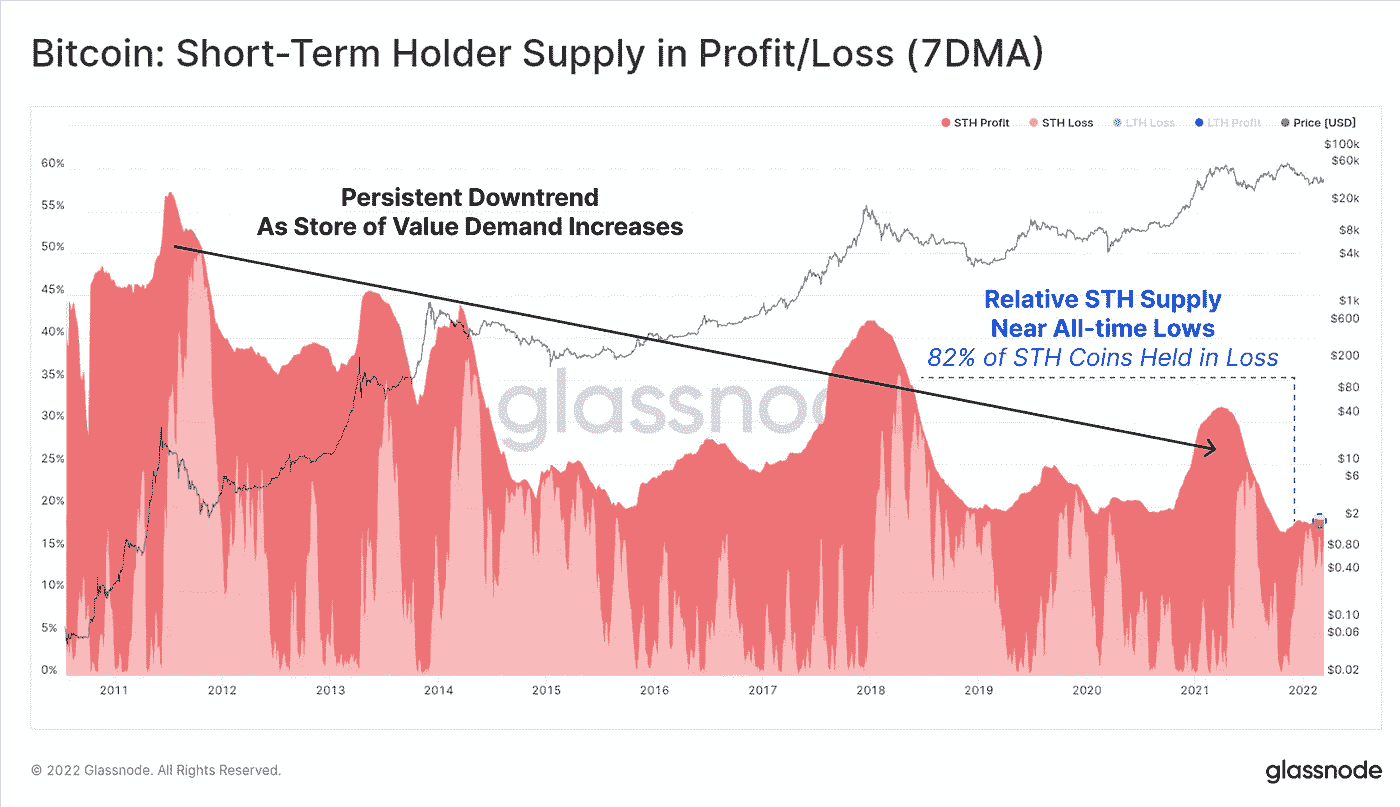 Bitcoin: Short-Term Holder Supply in Profit/Loss (7DMA)
STH Profit STH Loss LTH Loss LTH Profit Price [USD]
60%
55%
50%
45%
40%
35%
30%
25%
20%
15%
10%
5%
0%
Persistent Downtrend
As Store of Value Demand Increases
Relative STH Supply
Near All-time Lows
82% of STH Coins Held in Loss
glassnode
$100k
$60k
$20k
$8k
$4k
$1k
$600
$200
$80
$40
$10
$6
$2
$0.80
$0.40
$0.10
$0.06
$0.02
2011 2012 2013 2014 2015 2016 2017 2018 2019 2020 2021 2022
© 2022 Glassnode. All Rights Reserved.
glassnode